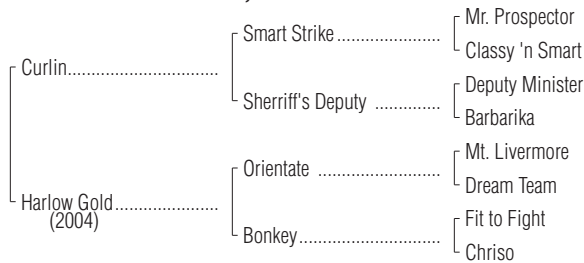 Mr. Prospector
Smart Strike
Classy 'n Smart
Curlin
Deputy Minister
Sherriff's Deputy
Barbarika
Mt. Livermore
Orientate
Dream Team
Harlow Gold
(2004)
Fit to Fight
Bonkey
Chriso